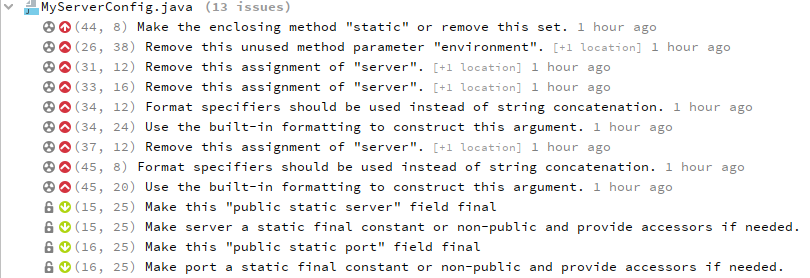 MyServerConfig.java (13 issues)
(44, 8) Make the enclosing method "static" or remove this set. 1 hour ago
(26, 38) Remove this unused method parameter "environment". [+1 location] 1 hour ago
(31, 12) Remove this assignment of "server". [+1 location] 1 hour ago
(33, 16) Remove this assignment of "server". [+1 location] 1 hour ago
(34, 12) Format specifiers should be used instead of string concatenation. 1 hour ago
(34, 24) Use the built-in formatting to construct this argument. 1 hour ago
(37, 12) Remove this assignment of "server". [+1 location] 1 hour ago
(45, 8) Format specifiers should be used instead of string concatenation. 1 hour ago
(45, 20) Use the built-in formatting to construct this argument. 1 hour ago
(15, 25) Make this "public static server" field final
(15, 25) Make server a static final constant or non-public and provide accessors if needed.
(16, 25) Make this "public static port" field final
(16, 25) Make port a static final constant or non-public and provide accessors if needed.